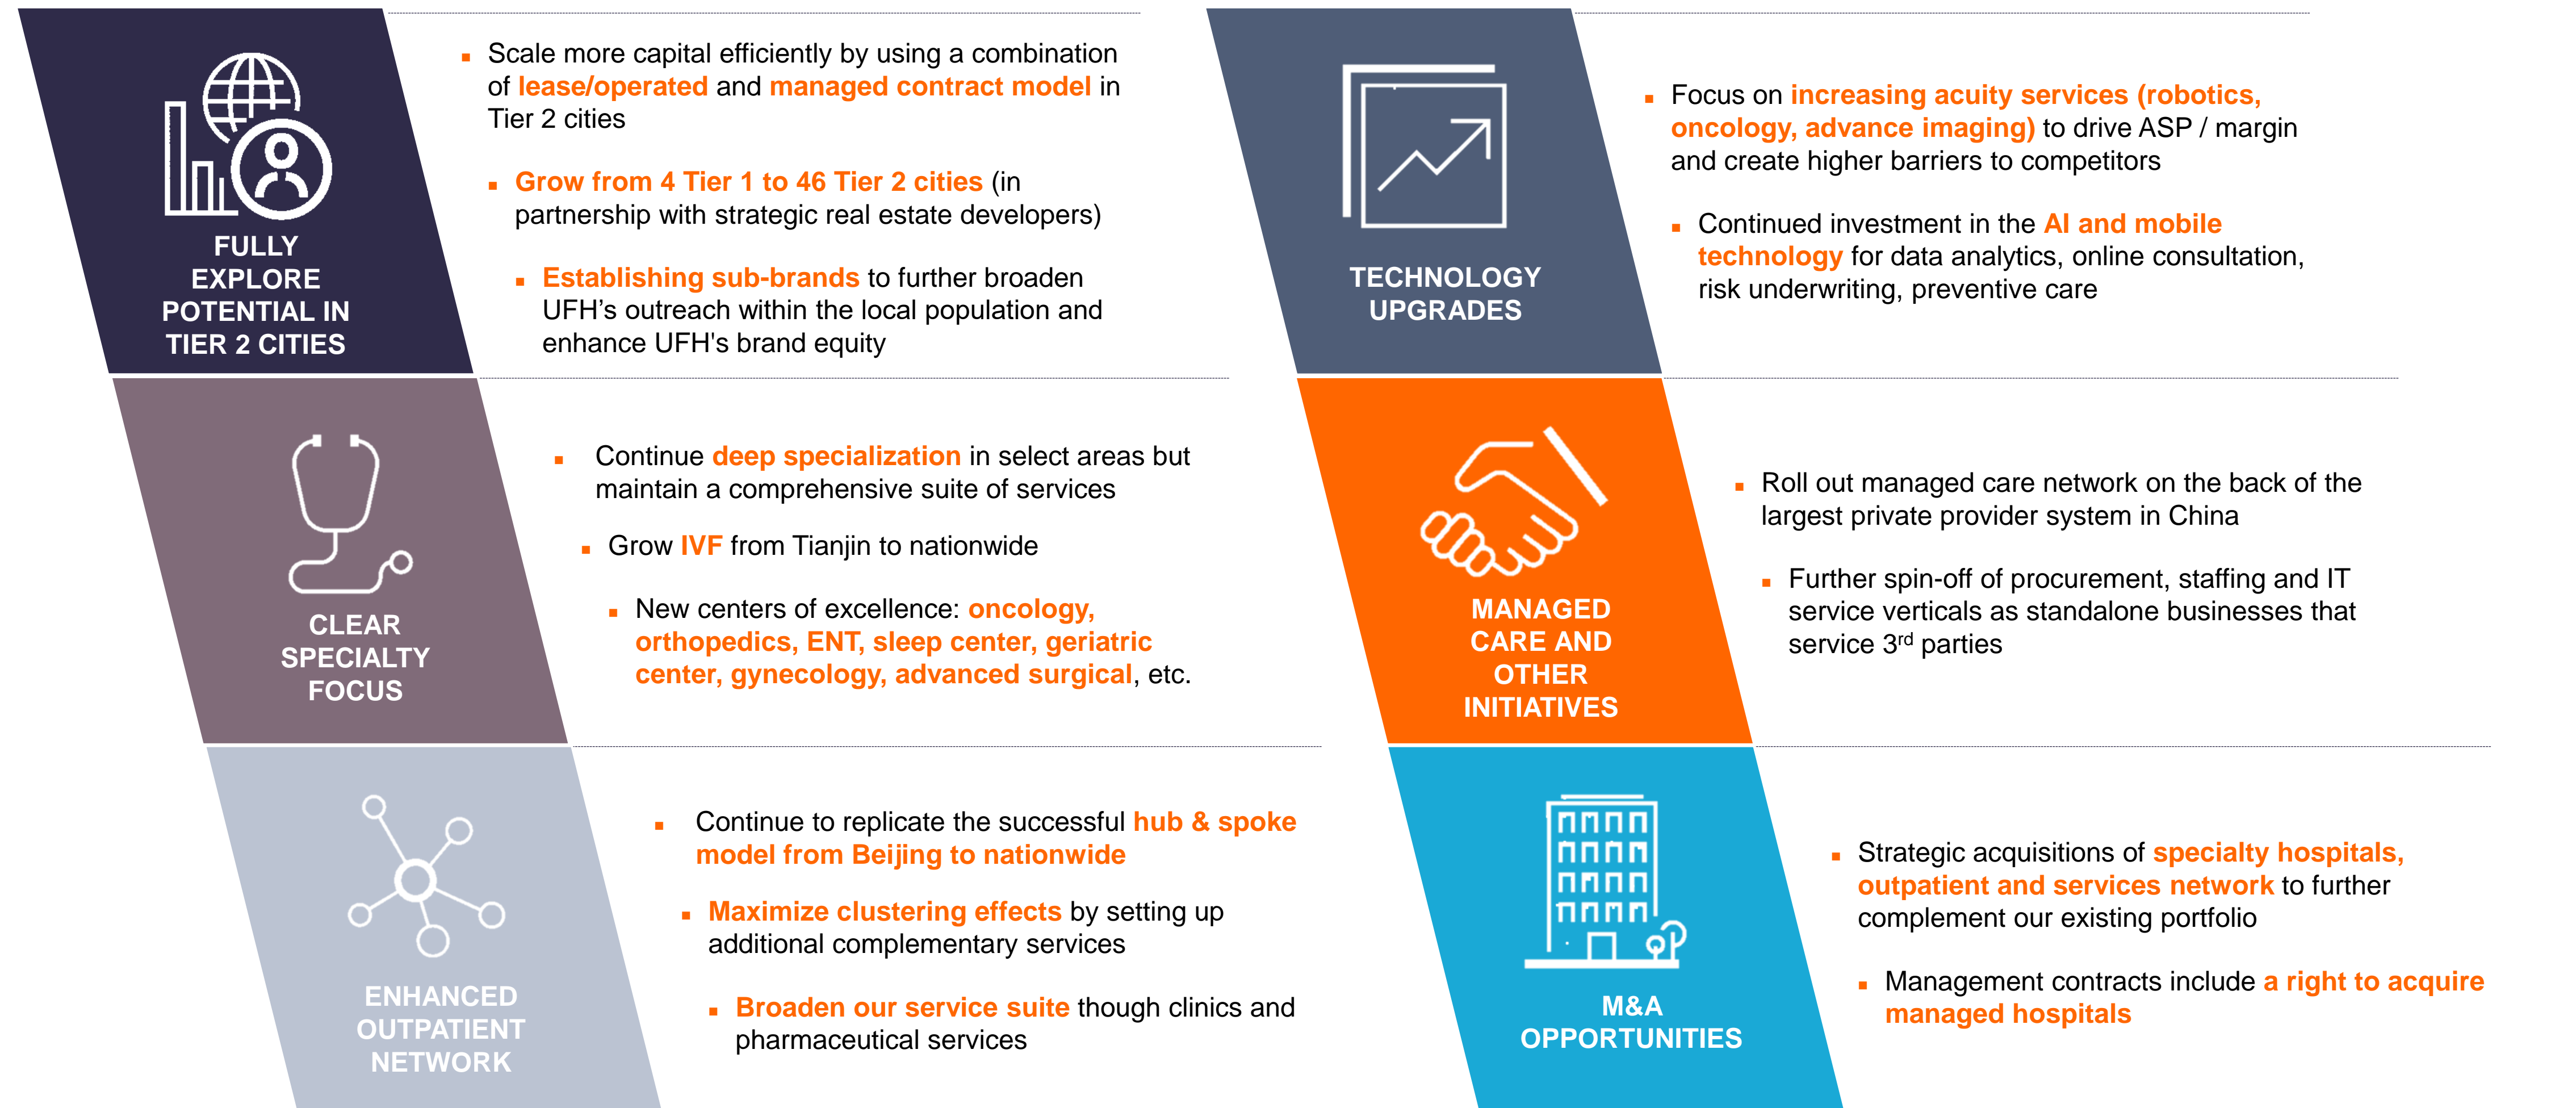 FULLY
EXPLORE
POTENTIAL IN
TIER 2 CITIES
▪ Scale more capital efficiently by using a combination
of lease/operated and managed contract model in
Tier 2 cities
▪ Grow from 4 Tier 1 to 46 Tier 2 cities (in
partnership with strategic real estate developers)
▪ Establishing sub-brands to further broaden
UFH’s outreach within the local population and
enhance UFH's brand equity
CLEAR
SPECIALTY
FOCUS
▪ Continue deep specialization in select areas but
maintain a comprehensive suite of services
▪ Grow IVF from Tianjin to nationwide
▪ New centers of excellence: oncology,
orthopedics, ENT, sleep center, geriatric
center, gynecology, advanced surgical, etc.
ENHANCED
OUTPATIENT
NETWORK
▪ Continue to replicate the successful hub & spoke
model from Beijing to nationwide
▪ Maximize clustering effects by setting up
additional complementary services
▪ Broaden our service suite though clinics and
pharmaceutical services
TECHNOLOGY
UPGRADES
▪ Focus on increasing acuity services (robotics,
oncology, advance imaging) to drive ASP / margin
and create higher barriers to competitors
▪ Continued investment in the AI and mobile
technology for data analytics, online consultation,
risk underwriting, preventive care
MANAGED
CARE AND
OTHER
INITIATIVES
▪ Roll out managed care network on the back of the
largest private provider system in China
▪ Further spin-off of procurement, staffing and IT
service verticals as standalone businesses that
service 3rd parties
M&A
OPPORTUNITIES
▪ Strategic acquisitions of specialty hospitals,
outpatient and services network to further
complement our existing portfolio
▪ Management contracts include a right to acquire
managed hospitals